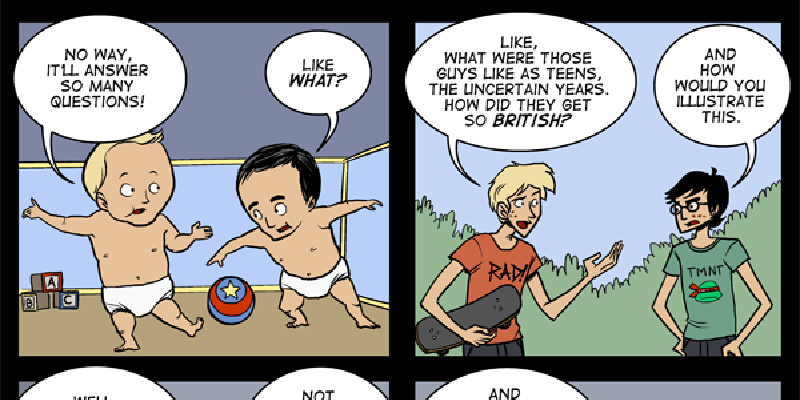 NO WAY,
IT'LL ANSWER
SO MANY
QUESTIONS!
LIKE
WHAT?
A
B C
LIKE,
WHAT WERE THOSE
GUYS LIKE AS TEENS,
THE UNCERTAIN YEARS.
HOW DID THEY GET
SO BRITISH?
AND
HOW
WOULD YOU
ILLUSTRATE
THIS.
RAD!
TMNT
WELL
NOT
AND